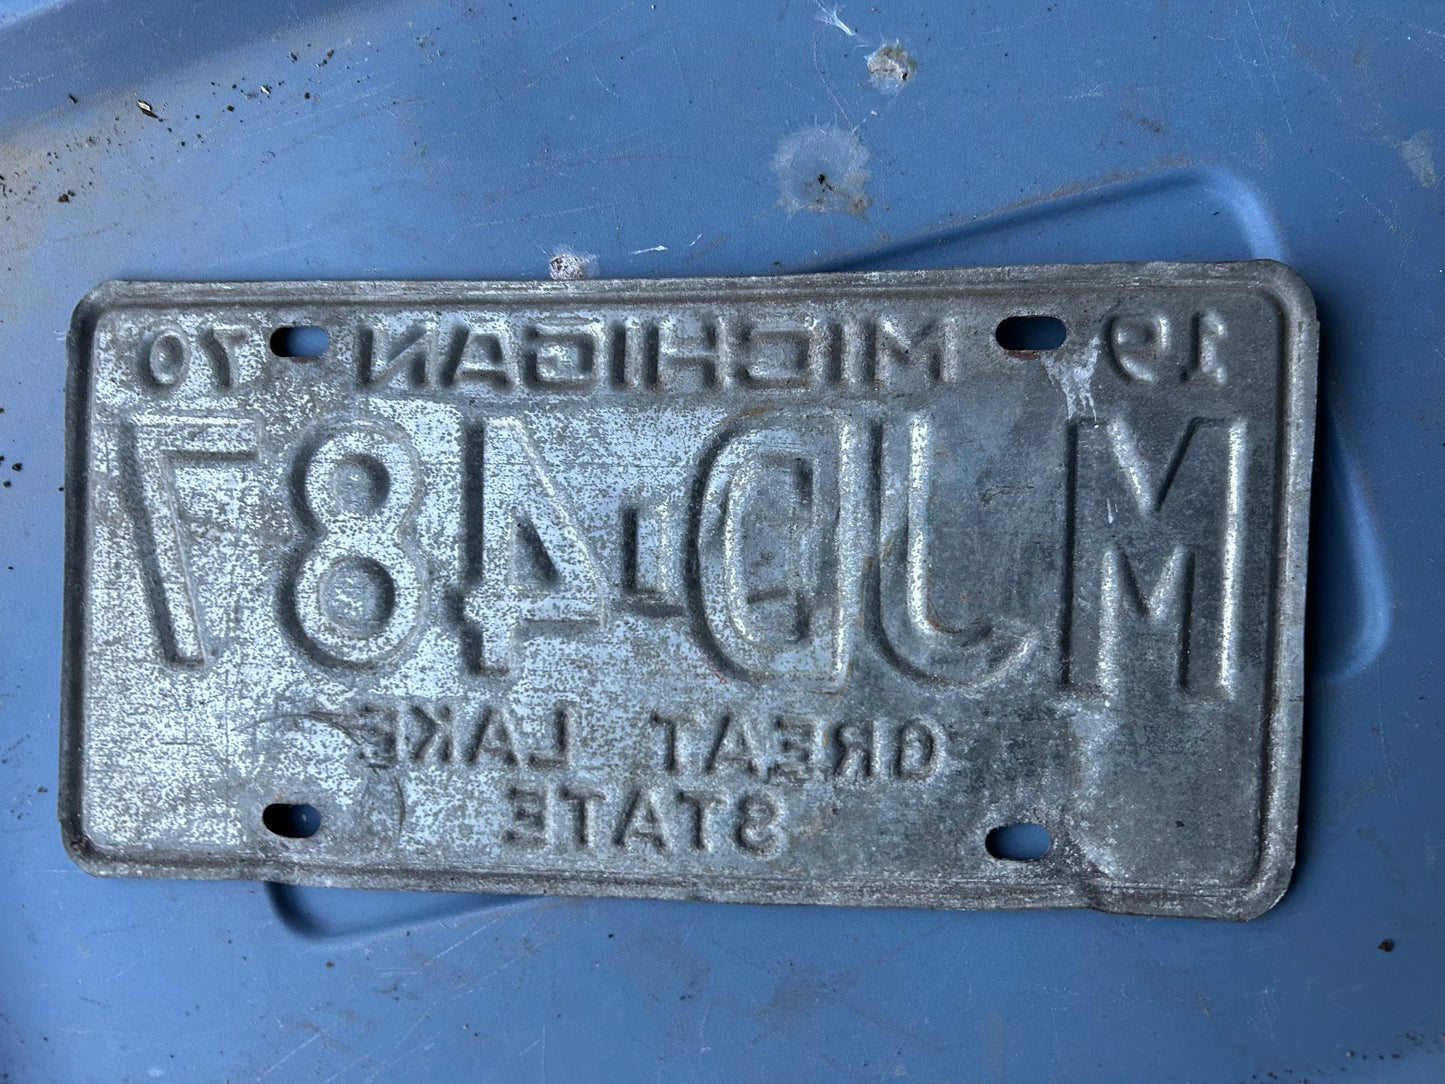 19 MICHIGAN 70
MJD-487
GREAT LAKE
STATE